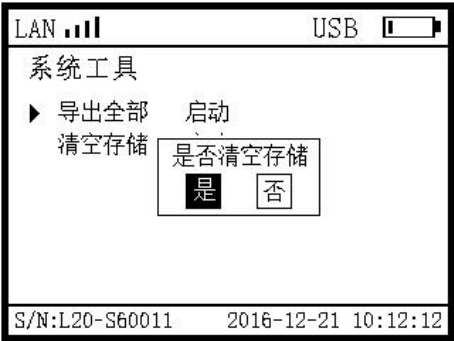 LAN USB
系统工具
导出全部 启动
清空存储
是否清空存储
是 否
S/N:L20-S60011 2016-12-21 10:12:12